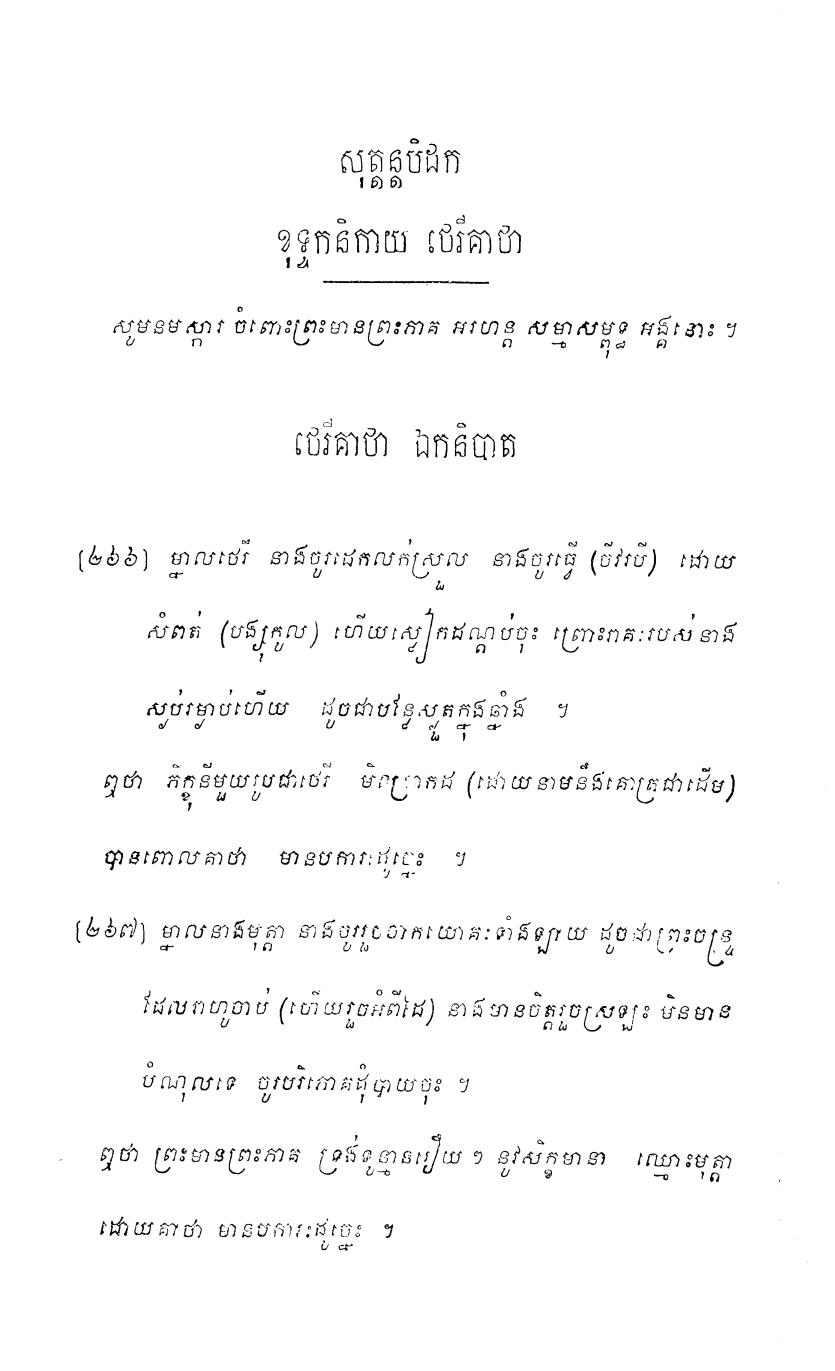 សុត្តន្តបិដក
ខុទ្ទកនិកាយ ថេរីគាថា
សូមនមស្ការ ចំពោះព្រះមានព្រះភាគ អរហន្ត សម្មាសម្ពុទ្ធ អង្គនោះ ។
ថេរីគាថា ឯកនិបាត
[៤៦៦] ម្នាលថេរី នាងចូរដេកលក់ស្រួល នាងចូរធ្វើ (ចីវរបើ) ដោយ
សំពត់ (បង្សុកូល) ហើយស្លៀកដណ្តប់ចុះ ព្រោះរាគៈរបស់នាង
ស្ងប់រម្ងាប់ហើយ ដូចជាបន្លែស្ងួតក្នុងឆ្នាំង ។
ឮថា ភិក្ខុនីមួយរូបជាថេរី មិនប្រាកដ (ដោយនាមនឹងគោត្រជាដើម)
បានពោលគាថា មានបការៈដូច្នេះ ។
[៤៦៧] ម្នាលនាងមុត្តា នាងចូររួចចាកយោគៈទាំងឡាយ ដូចជាព្រះចន្ទ្រ
ដែលរាហូចាប់ (ហើយរួចអំពីដៃ) នាងមានចិត្តរួចស្រឡះ មិនមាន
បំណុលទេ ចូរបរិភោគដុំបាយចុះ ។
ឮថា ព្រះមានព្រះភាគ ទ្រង់ទូន្មានរឿយ ៗ នូវសិក្ខមានា ឈ្មោះមុត្តា
ដោយគាថា មានបការៈដូច្នេះ ។